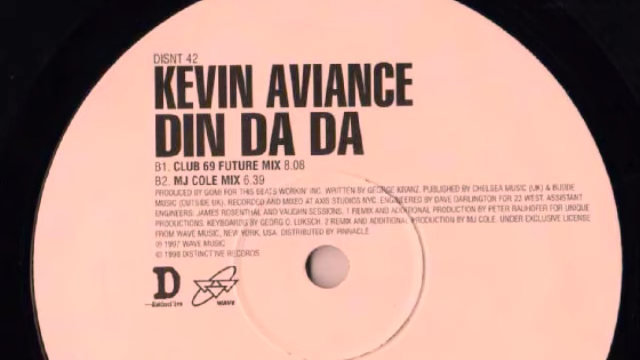 DISNT 42
KEVIN AVIANCE
DIN DA DA
B1. CLUB 69 FUTURE MIX 8.08
B2. MJ COLE MIX 6.39
PRODUCED BY GOMI FOR THIS BEATS WORKIN' INC. WRITTEN BY GEORGE KRANZ. PUBLISHED BY CHELSEA MUSIC (UK) & BUDDE
MUSIC (OUTSIDE UK). RECORDED AND MIXED AT AXIS STUDIOS NYC. ENGINEERED BY DAVE DARLINGTON FOR 23 WEST. ASSISTANT
ENGINEERS: JAMES ROSENTHAL AND VAUGHN SESSIONS. 1 REMIX AND ADDITIONAL PRODUCTION BY PETER RAUHOFER FOR UNIQUE
PRODUCTIONS. KEYBOARDS BY GEORG O. LUKSCH. 2 REMIX AND ADDITIONAL PRODUCTION BY MJ COLE. UNDER EXCLUSIVE LICENSE
FROM WAVE MUSIC, NEW YORK, USA. DISTRIBUTED BY PINNACLE.
℗ 1997 WAVE MUSIC
© 1998 DISTINCT'IVE RECORDS
D
distinct'ive
WAVE